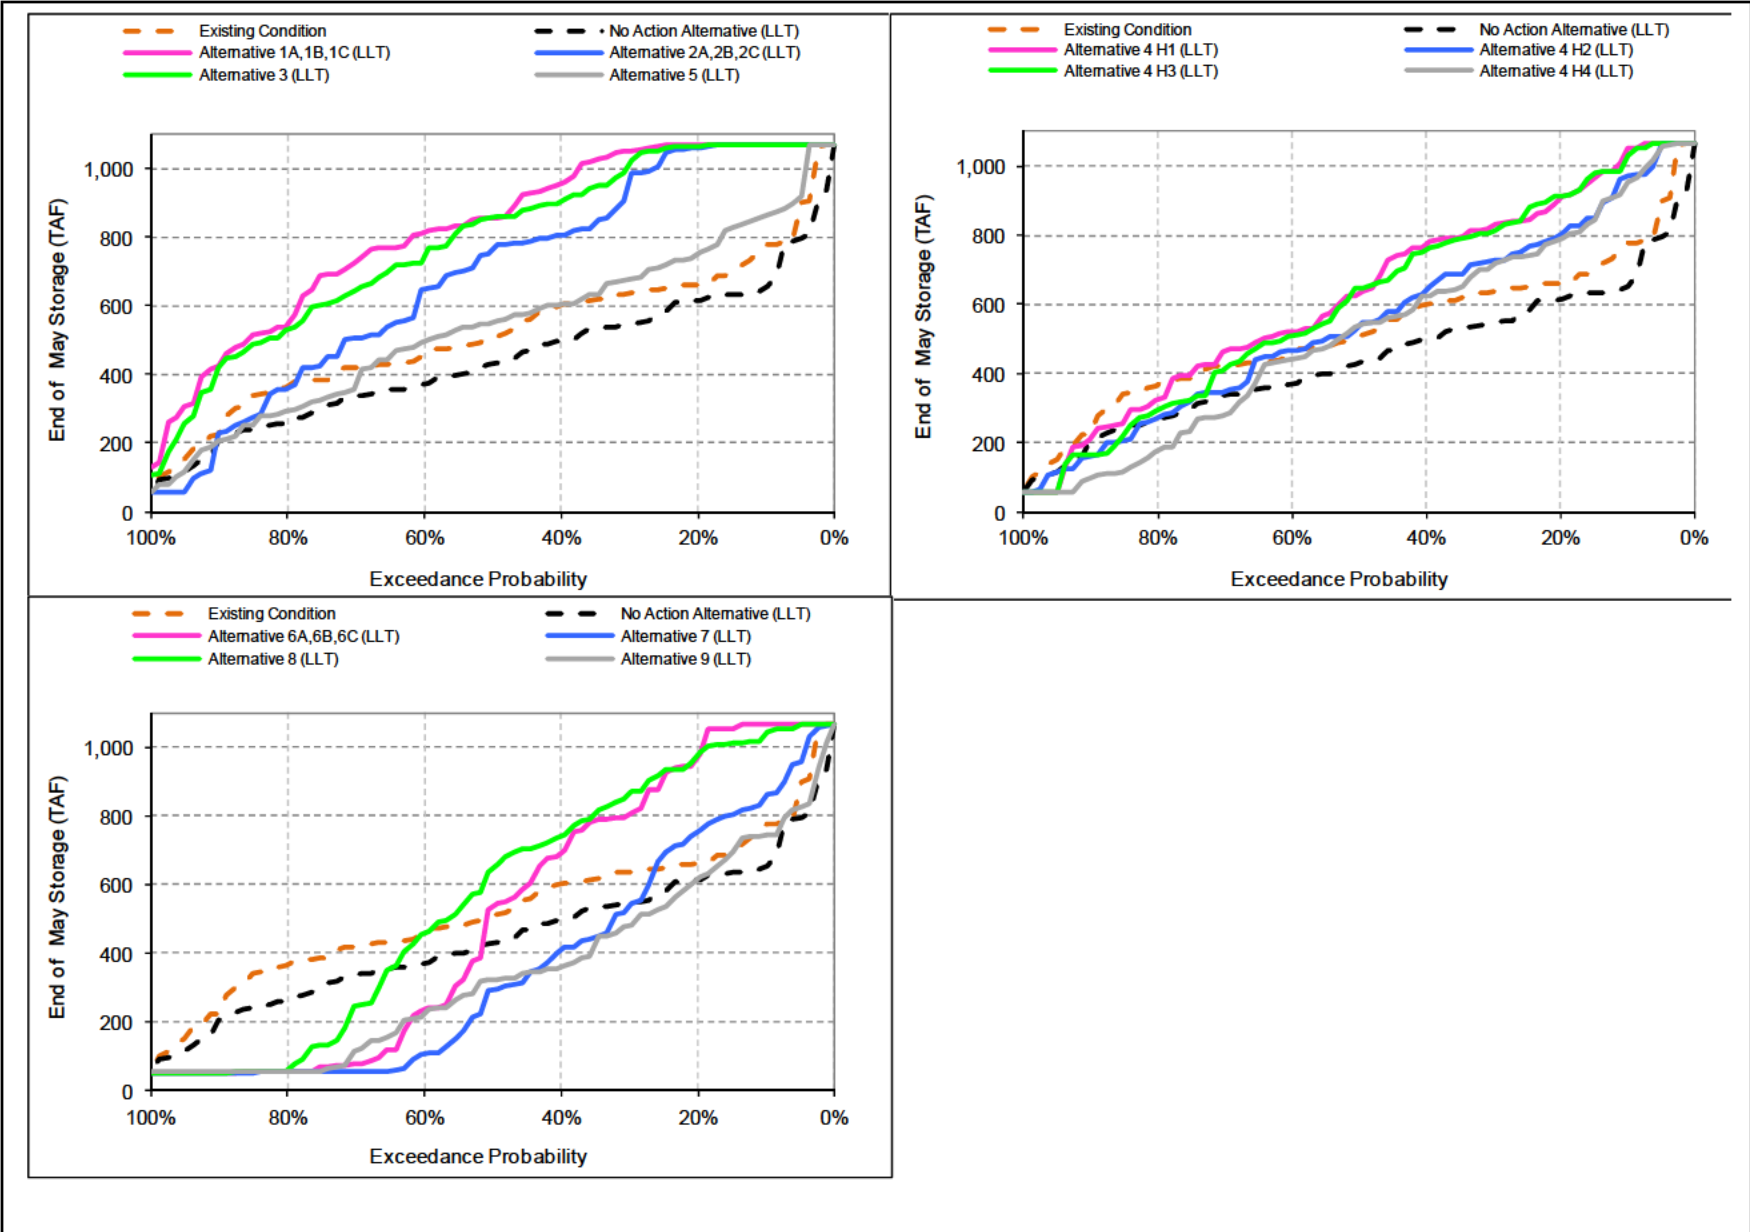 Existing Condition
No Action Alternative (LLT)
Alternative 1A,1B,1C (LLT)
Alternative 2A,2B,2C (LLT)
Alternative 3 (LLT)
Alternative 5 (LLT)
End of May Storage (TAF)
1,000
800
600
400
200
0
100%
80%
60%
40%
20%
0%
Exceedance Probability
Existing Condition
No Action Alternative (LLT)
Alternative 4 H1 (LLT)
Alternative 4 H2 (LLT)
Alternative 4 H3 (LLT)
Alternative 4 H4 (LLT)
End of May Storage (TAF)
1,000
800
600
400
200
0
100%
80%
60%
40%
20%
0%
Exceedance Probability
Existing Condition
No Action Alternative (LLT)
Alternative 6A,6B,6C (LLT)
Alternative 7 (LLT)
Alternative 8 (LLT)
Alternative 9 (LLT)
End of May Storage (TAF)
1,000
800
600
400
200
0
100%
80%
60%
40%
20%
0%
Exceedance Probability